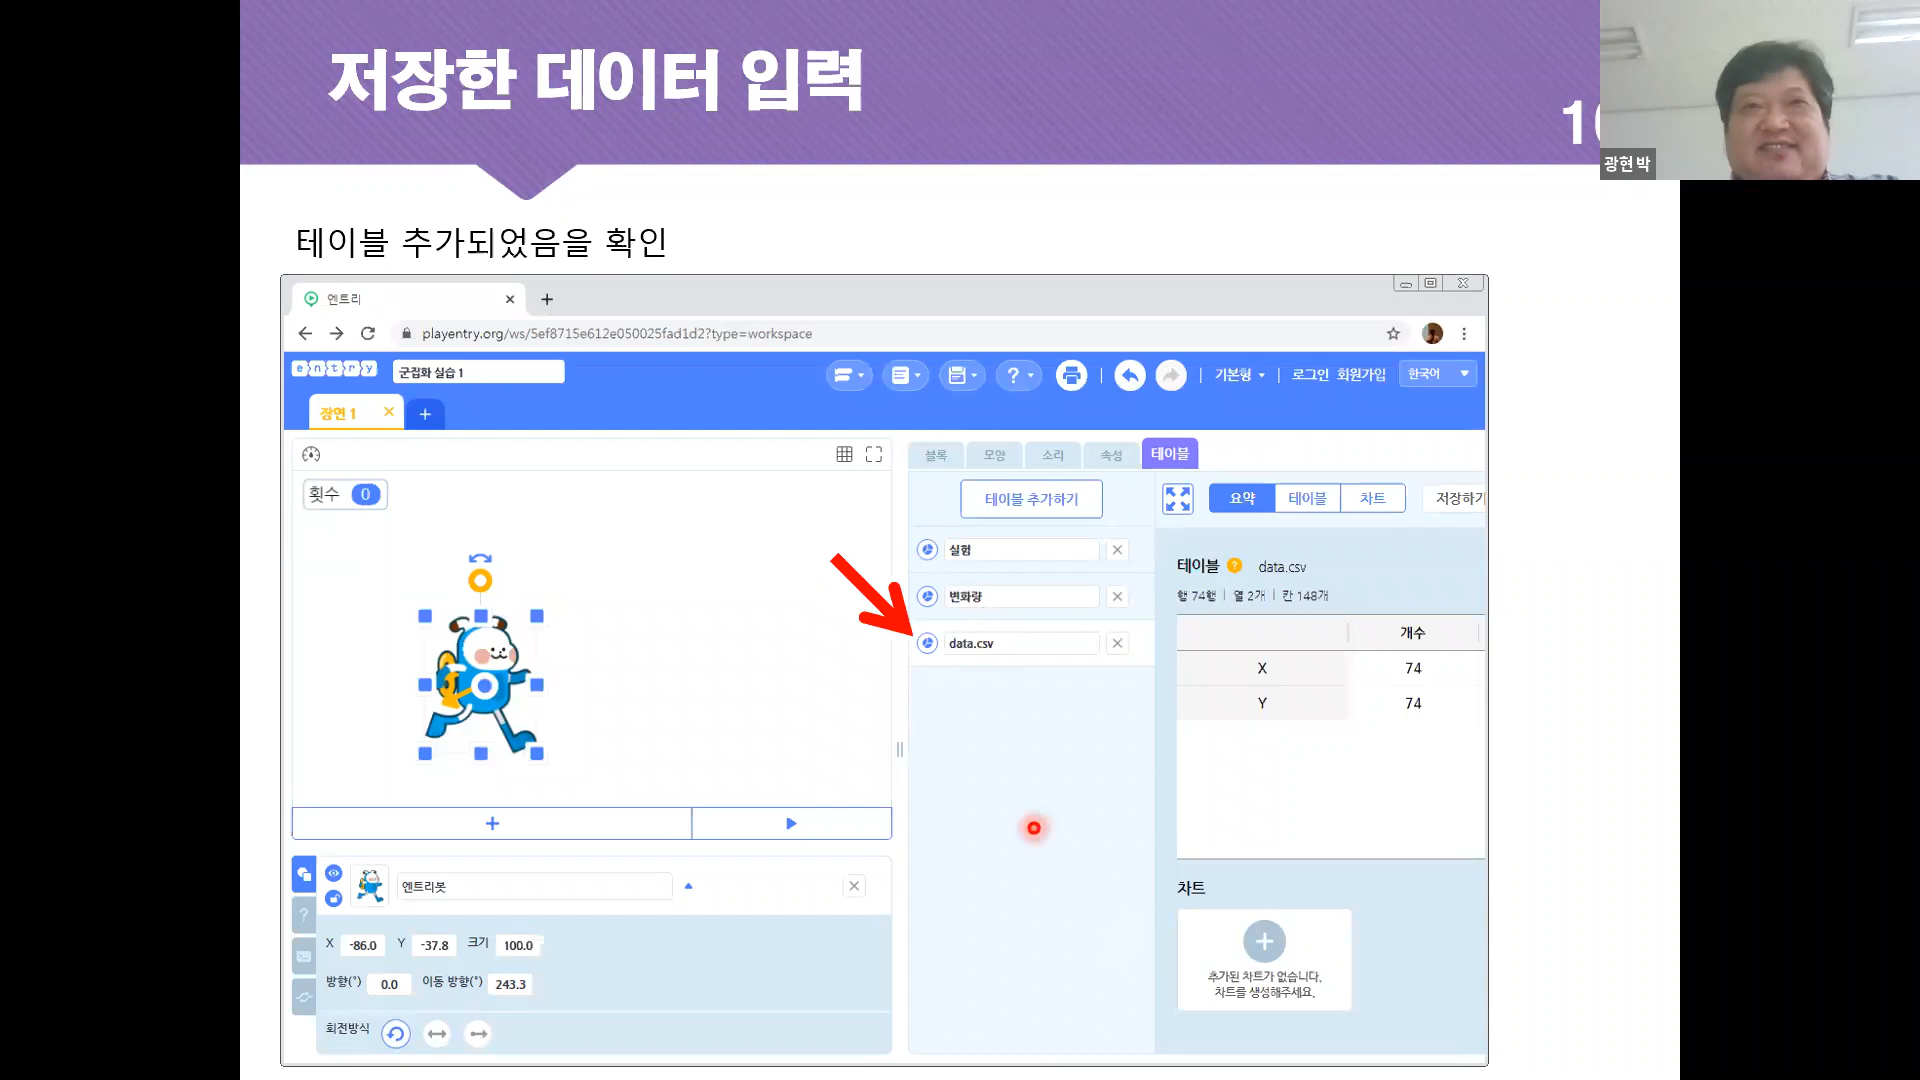 저장한 데이터 입력
광현 박
테이블 추가되었음을 확인
엔트리
playentry.org/ws/5ef8715e612e050025fad1d2?type=workspace
entry 군집화 실습 1
기본형 | 로그인 회원가입 한국어
장면 1
블록 모양 소리 속성 테이블
횟수 0
테이블 추가하기
요약 테이블 차트 저장하기
실험
변화량
data.csv
테이블 ? data.csv
행 74행 | 열 2개 | 칸 148개
개수
X 74
Y 74
엔트리봇
X -86.0 Y -37.8 크기 100.0
방향(°) 0.0 이동 방향(°) 243.3
회전방식
차트
추가된 차트가 없습니다.
차트를 생성해주세요.